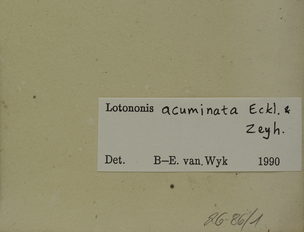 Lotononis acuminata Eckl. &
Zeyh.
Det. B–E. van. Wyk 1990
86-86/1